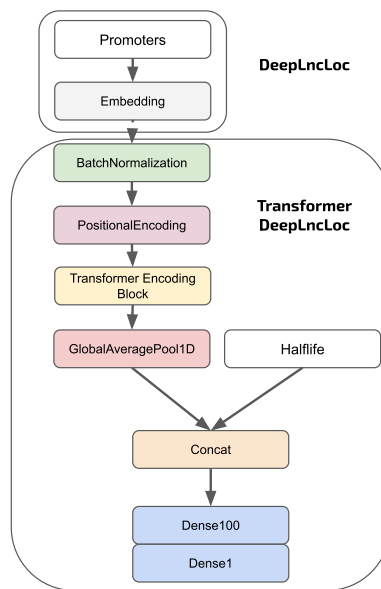 Promoters
DeepLncLoc
Embedding
BatchNormalization
PositionalEncoding
Transformer
DeepLncLoc
Transformer Encoding
Block
GlobalAveragePool1D
Halflife
Concat
Dense100
Dense1